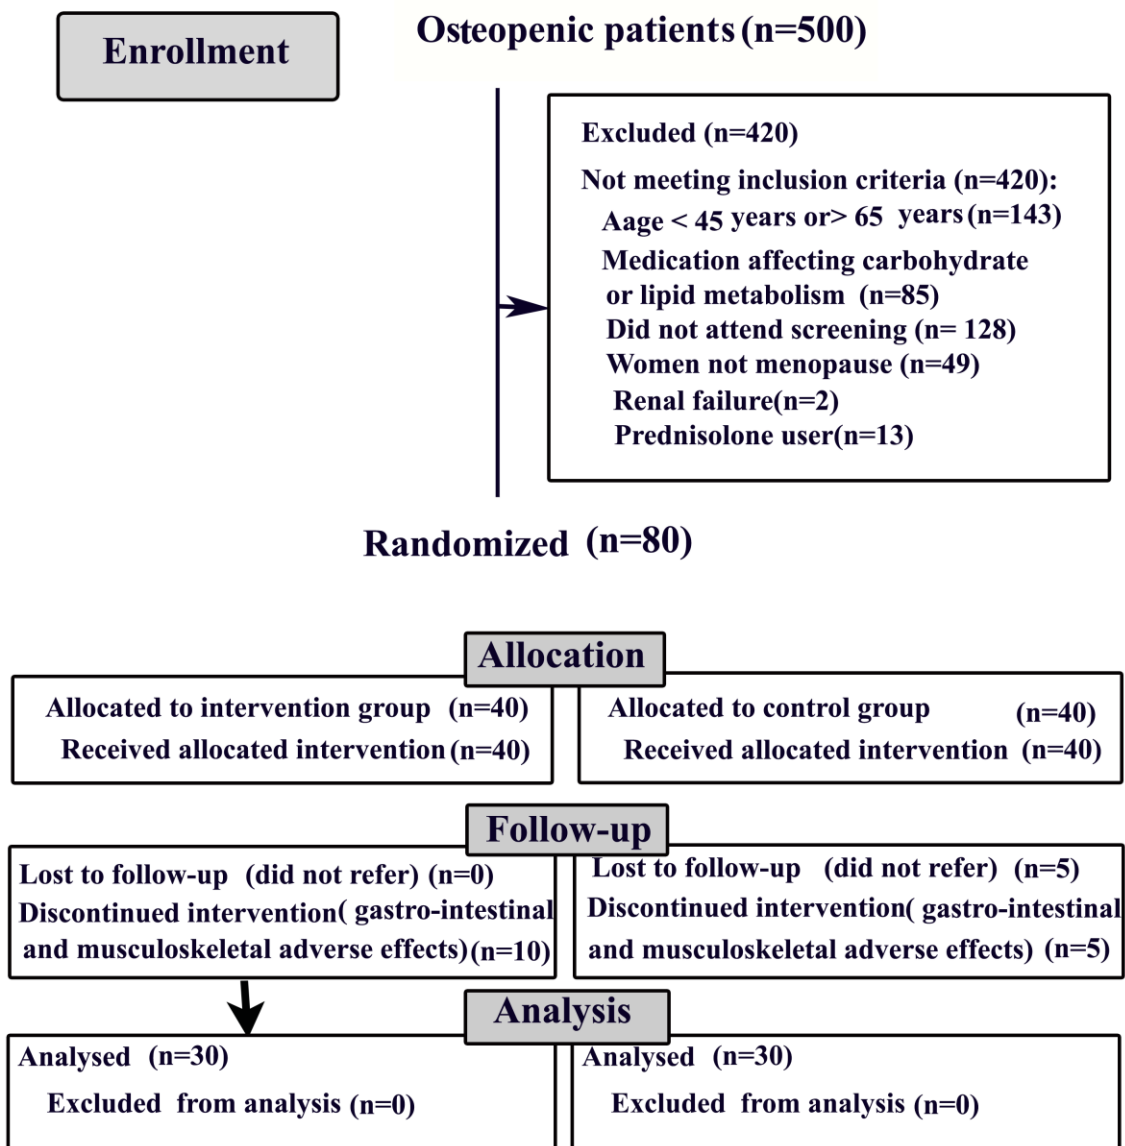 Enrollment
Osteopenic patients (n=500)
Excluded (n=420)
Not meeting inclusion criteria (n=420):
Aage < 45 years or> 65 years (n=143)
Medication affecting carbohydrate
or lipid metabolism (n=85)
Did not attend screening (n= 128)
Women not menopause (n=49)
Renal failure(n=2)
Prednisolone user(n=13)
Randomized (n=80)
Allocation
Allocated to intervention group (n=40)
Received allocated intervention (n=40)
Allocated to control group (n=40)
Received allocated intervention (n=40)
Follow-up
Lost to follow-up (did not refer) (n=0)
Discontinued intervention( gastro-intestinal
and musculoskeletal adverse effects) (n=10)
Lost to follow-up (did not refer) (n=5)
Discontinued intervention( gastro-intestinal
and musculoskeletal adverse effects) (n=5)
Analysis
Analysed (n=30)
Excluded from analysis (n=0)
Analysed (n=30)
Excluded from analysis (n=0)